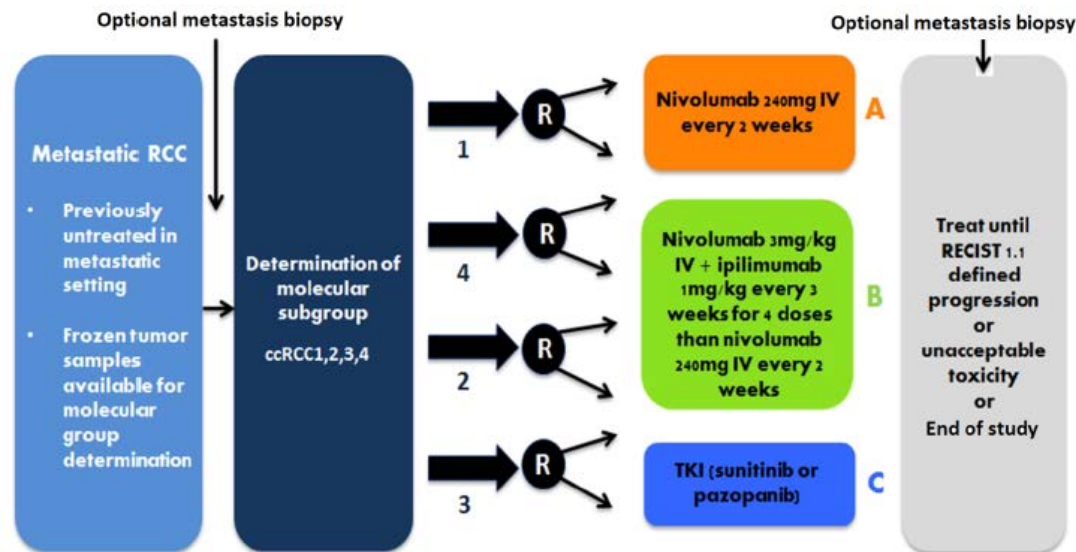 Optional metastasis biopsy
Optional metastasis biopsy
Metastatic RCC
• Previously
untreated in
metastatic
setting
• Frozen tumor
samples
available for
molecular
group
determination
Determination of
molecular
subgroup
ccRCC1,2,3,4
R
1
R
4
R
2
R
3
Nivolumab 240mg IV
every 2 weeks
A
Nivolumab 3mg/kg
IV + ipilimumab
1mg/kg every 3
weeks for 4 doses
than nivolumab
240mg IV every 2
weeks
B
TKI (sunitinib or
pazopanib)
C
Treat until
RECIST 1.1
defined
progression
or
unacceptable
toxicity
or
End of study